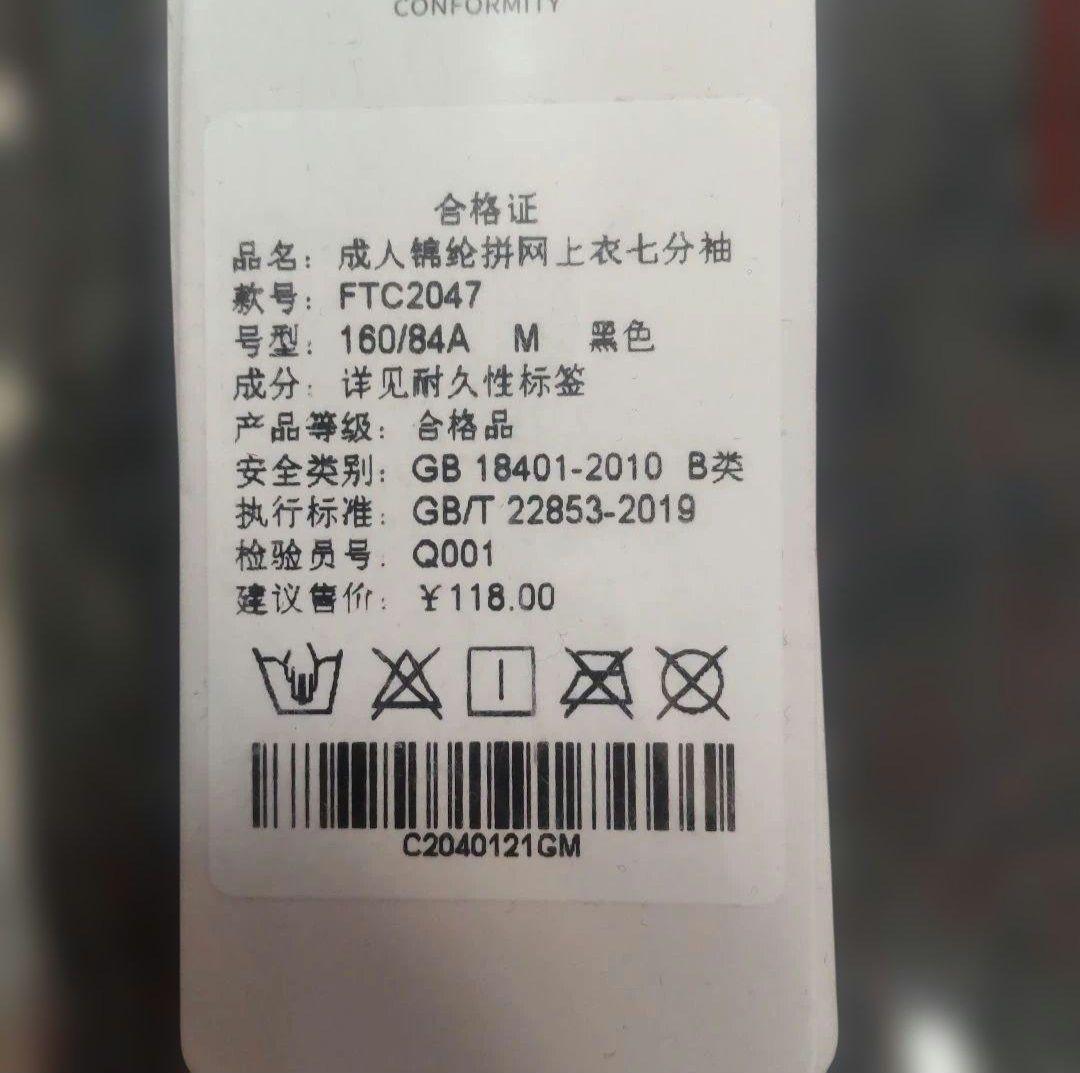 CONFORMITY
合格证
品名: 成人锦纶拼网上衣七分袖
款号: FTC2047
号型: 160/84A M 黑色
成分: 详见耐久性标签
产品等级: 合格品
安全类别: GB 18401-2010 B类
执行标准: GB/T 22853-2019
检验员号: Q001
建议售价: ¥118.00
C2040121GM